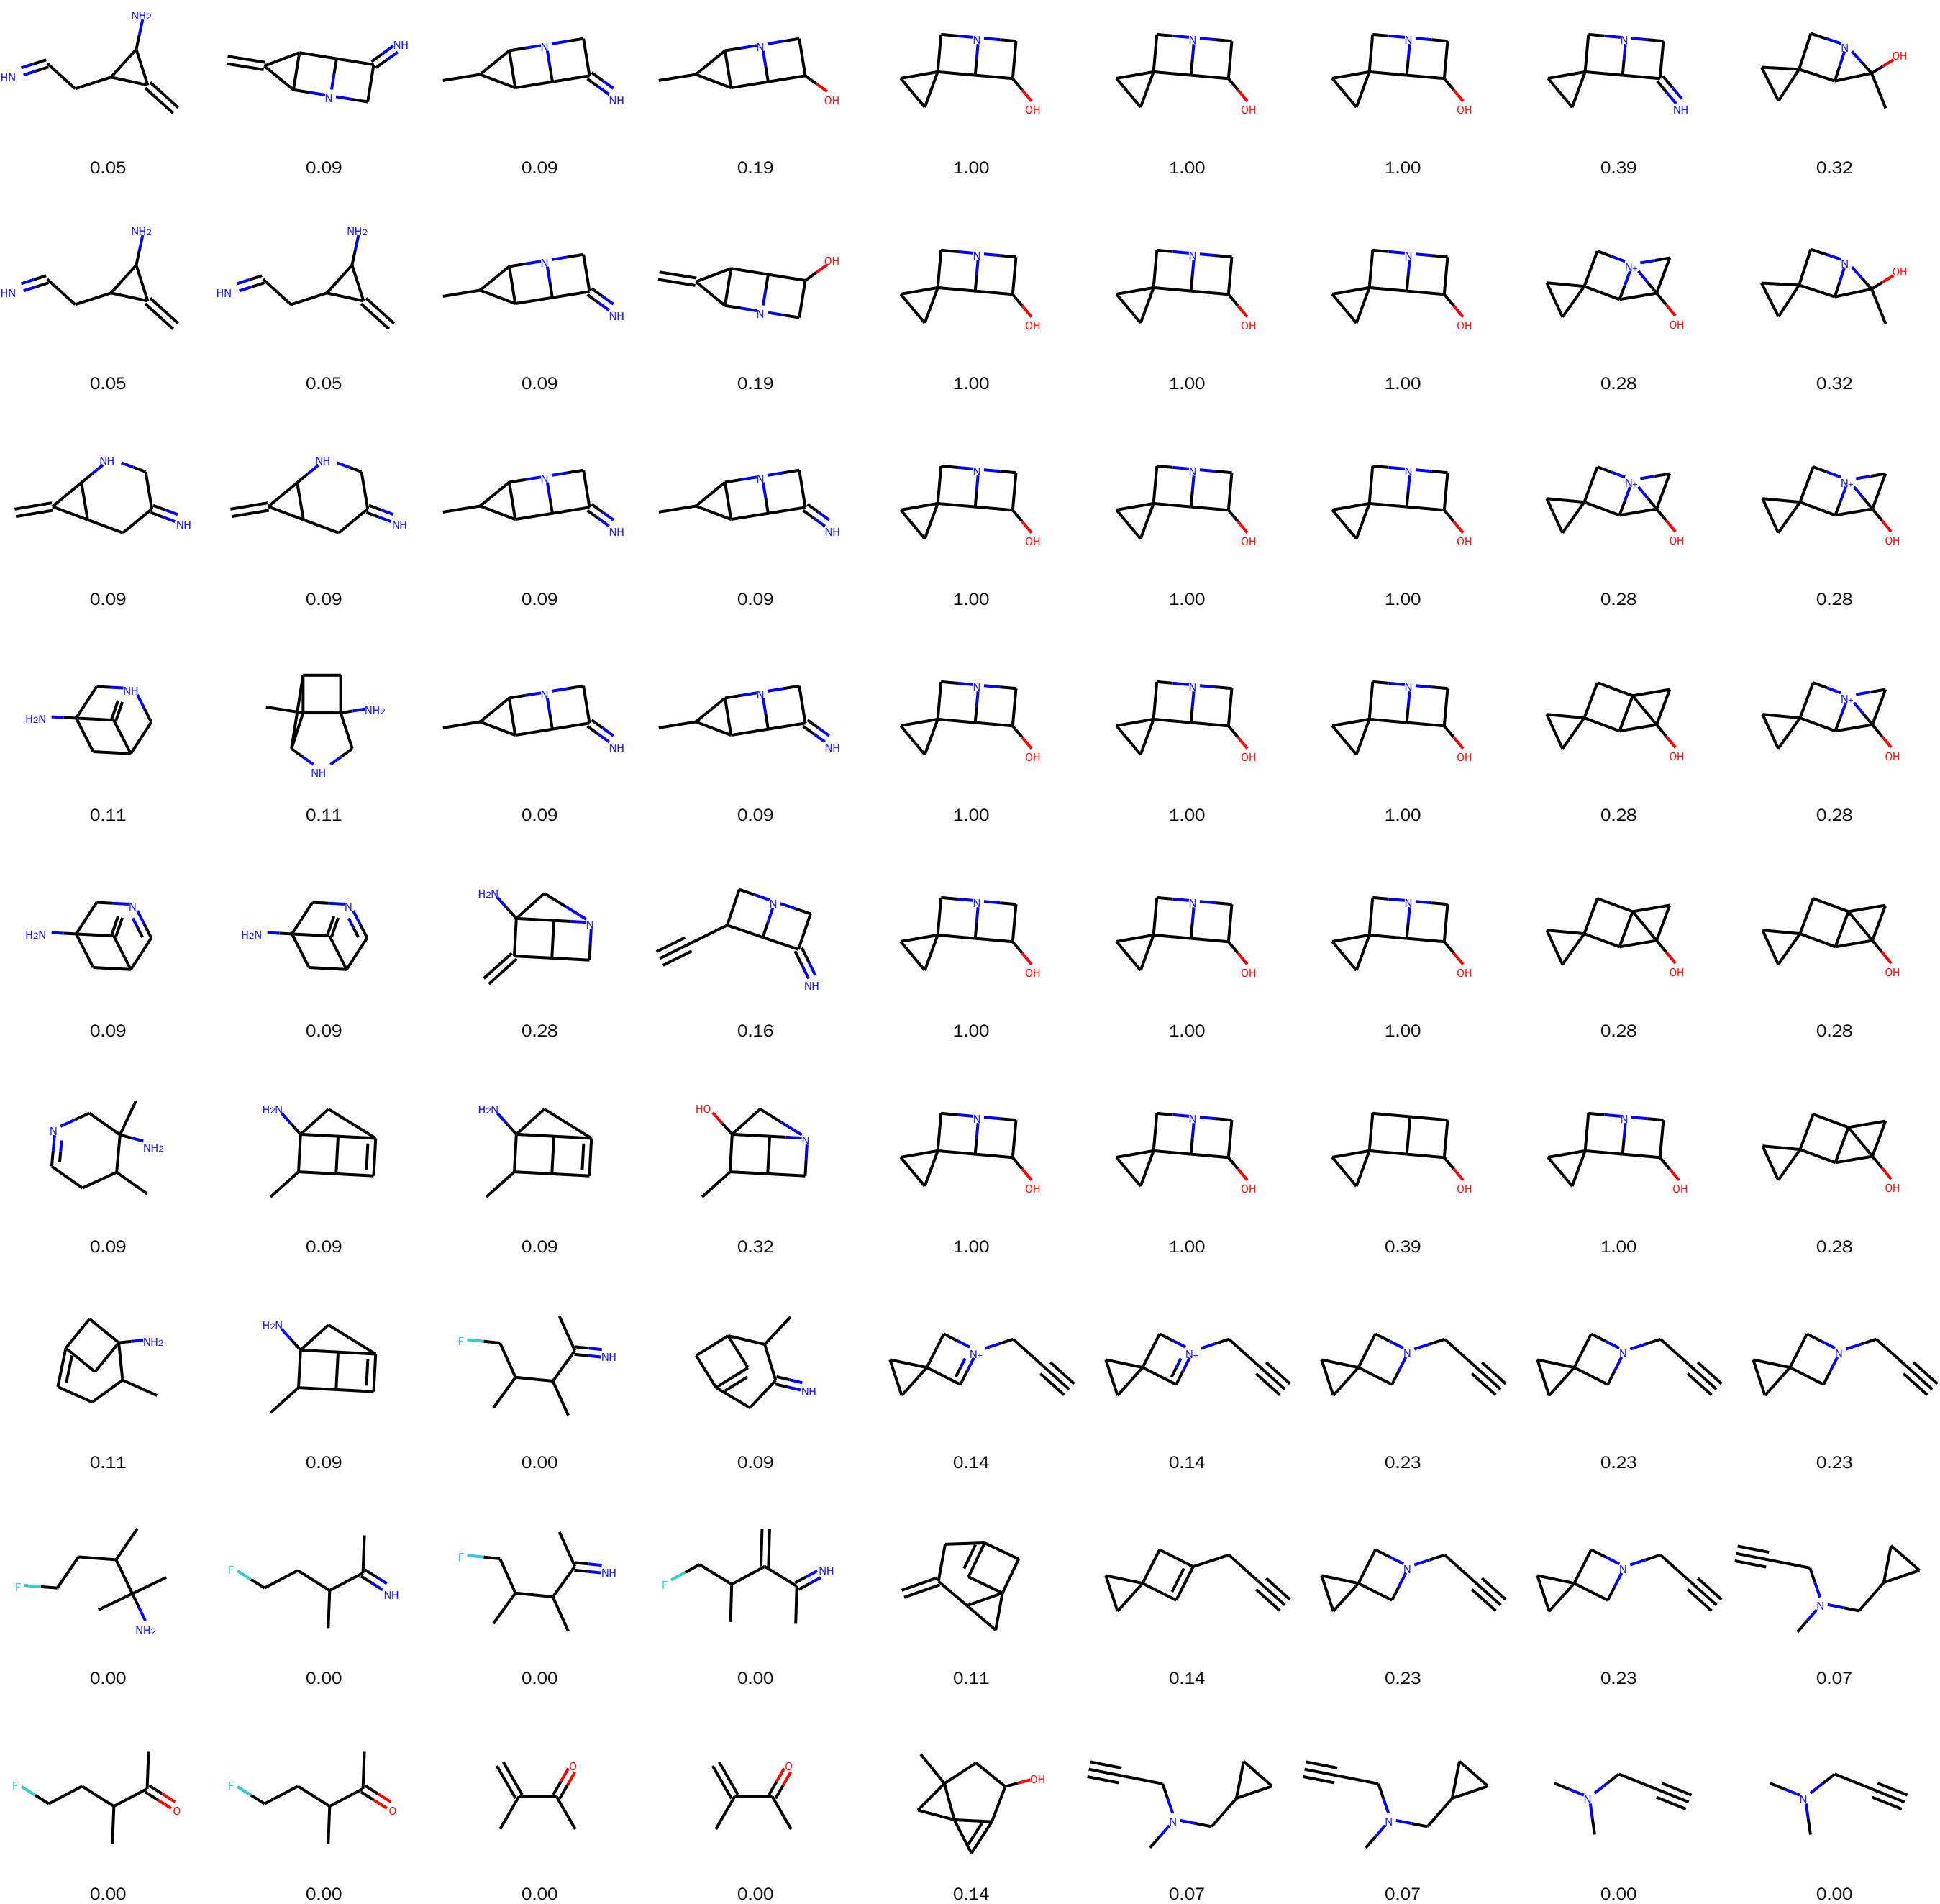 HN NH2 N NH N NH N OH N OH N OH N OH N NH N OH
0.05 0.09 0.09 0.19 1.00 1.00 1.00 0.39 0.32
HN NH2 HN NH2 N NH N OH N OH N OH N OH N+ OH N OH
0.05 0.05 0.09 0.19 1.00 1.00 1.00 0.28 0.32
NH NH NH NH N NH N NH N OH N OH N OH N+ OH N+ OH
0.09 0.09 0.09 0.09 1.00 1.00 1.00 0.28 0.28
H2N NH NH2 NH N NH N NH N OH N OH N OH OH N+ OH
0.11 0.11 0.09 0.09 1.00 1.00 1.00 0.28 0.28
H2N N H2N N H2N N N NH N OH N OH N OH OH OH
0.09 0.09 0.28 0.16 1.00 1.00 1.00 0.28 0.28
N NH2 H2N H2N HO N N OH N OH OH N OH OH
0.09 0.09 0.09 0.32 1.00 1.00 0.39 1.00 0.28
NH2 H2N F NH NH N+ N+ N N N
0.11 0.09 0.00 0.09 0.14 0.14 0.23 0.23 0.23
F NH2 F NH F NH F NH N N N
0.00 0.00 0.00 0.00 0.11 0.14 0.23 0.23 0.07
F O F O O O OH N N N N
0.00 0.00 0.00 0.00 0.14 0.07 0.07 0.00 0.00